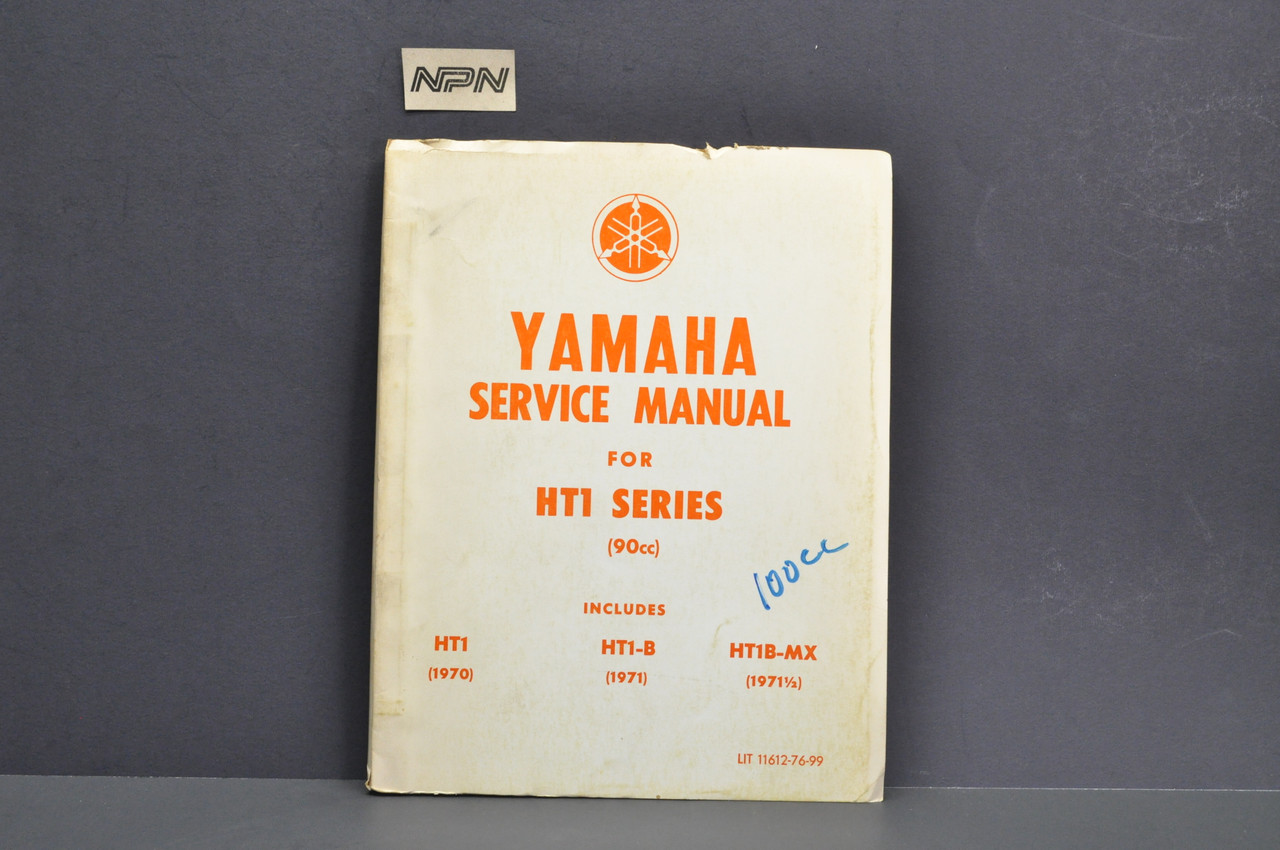 NPN
YAMAHA
SERVICE MANUAL
FOR
HT1 SERIES
(90cc)
100cc
INCLUDES
HT1 HT1-B HT1B-MX
(1970) (1971) (1971½)
LIT 11612-76-99